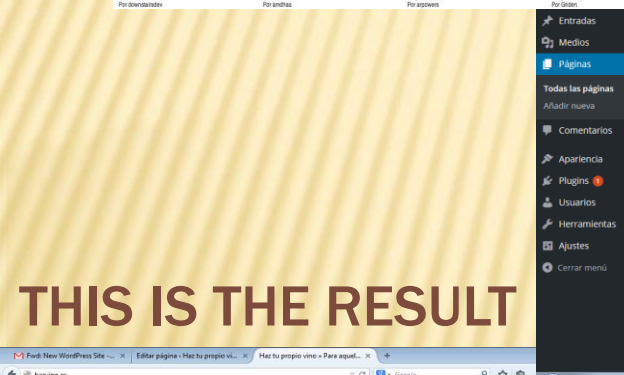 Por downstairsdev
Por amdhas
Por arpowers
Por Griden
Entradas
Medios
Páginas
Todas las páginas
Añadir nueva
Comentarios
Apariencia
Plugins 1
Usuarios
Herramientas
Ajustes
Cerrar menú
THIS IS THE RESULT
Fwd: New WordPress Site -... × Editar página ‹ Haz tu propio vi... × Haz tu propio vino » Para aquel... × +
Google